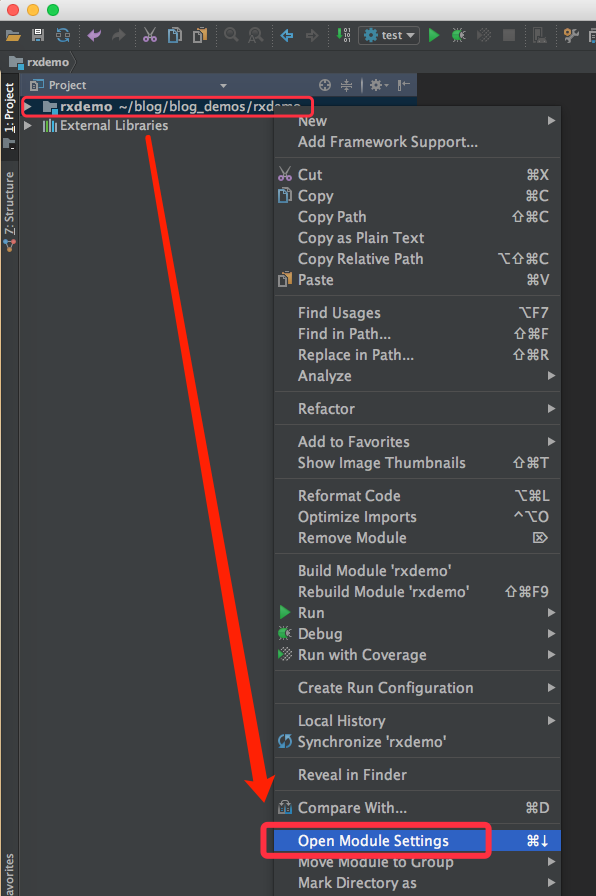 test
rxdemo
Project
1: Project
rxdemo ~/blog/blog_demos/rxdemo
External Libraries
Z: Structure
avorites
New
Add Framework Support...
Cut ⌘X
Copy ⌘C
Copy Path ⇧⌘C
Copy as Plain Text
Copy Relative Path ⌥⇧⌘C
Paste ⌘V
Find Usages ⌥F7
Find in Path... ⇧⌘F
Replace in Path... ⇧⌘R
Analyze
Refactor
Add to Favorites
Show Image Thumbnails ⇧⌘T
Reformat Code ⌥⌘L
Optimize Imports ^⌥O
Remove Module ⌦
Build Module 'rxdemo'
Rebuild Module 'rxdemo' ⇧⌘F9
Run
Debug
Run with Coverage
Create Run Configuration
Local History
Synchronize 'rxdemo'
Reveal in Finder
Compare With... ⌘D
Open Module Settings ⌘↓
Move Module to Group
Mark Directory as